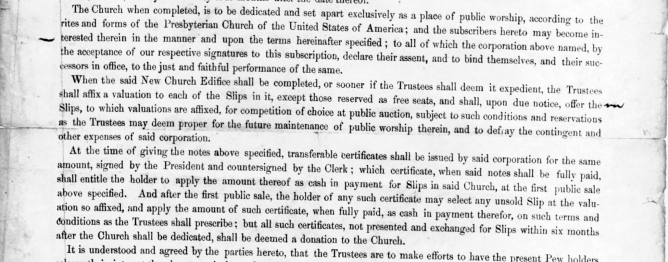 The Church when completed, is to be dedicated and set apart exclusively as a place of public worship, according to the
rites and forms of the Presbyterian Church of the United States of America; and the subscribers hereto may become in-
terested therein in the manner and upon the terms hereinafter specified; to all of which the corporation above named, by
the acceptance of our respective signatures to this subscription, declare their assent, and to bind themselves, and their suc-
cessors in office, to the just and faithful performance of the same.
When the said New Church Edifice shall be completed, or sooner if the Trustees shall deem it expedient, the Trustees
shall affix a valuation to each of the Slips in it, except those reserved as free seats, and shall, upon due notice, offer the
Slips, to which valuations are affixed, for competition of choice at public auction, subject to such conditions and reservations
as the Trustees may deem proper for the future maintenance of public worship therein, and to defray the contingent and
other expenses of said corporation.
At the time of giving the notes above specified, transferable certificates shall be issued by said corporation for the same
amount, signed by the President and countersigned by the Clerk; which certificate, when said notes shall be fully paid,
shall entitle the holder to apply the amount thereof as cash in payment for Slips in said Church, at the first public sale
above specified. And after the first public sale, the holder of any such certificate may select any unsold Slip at the valu-
ation so affixed, and apply the amount of such certificate, when fully paid, as cash in payment therefor, on such terms and
conditions as the Trustees shall prescribe; but all such certificates, not presented and exchanged for Slips within six months
after the Church shall be dedicated, shall be deemed a donation to the Church.
It is understood and agreed by the parties hereto, that the Trustees are to make efforts to have the present Pew holders